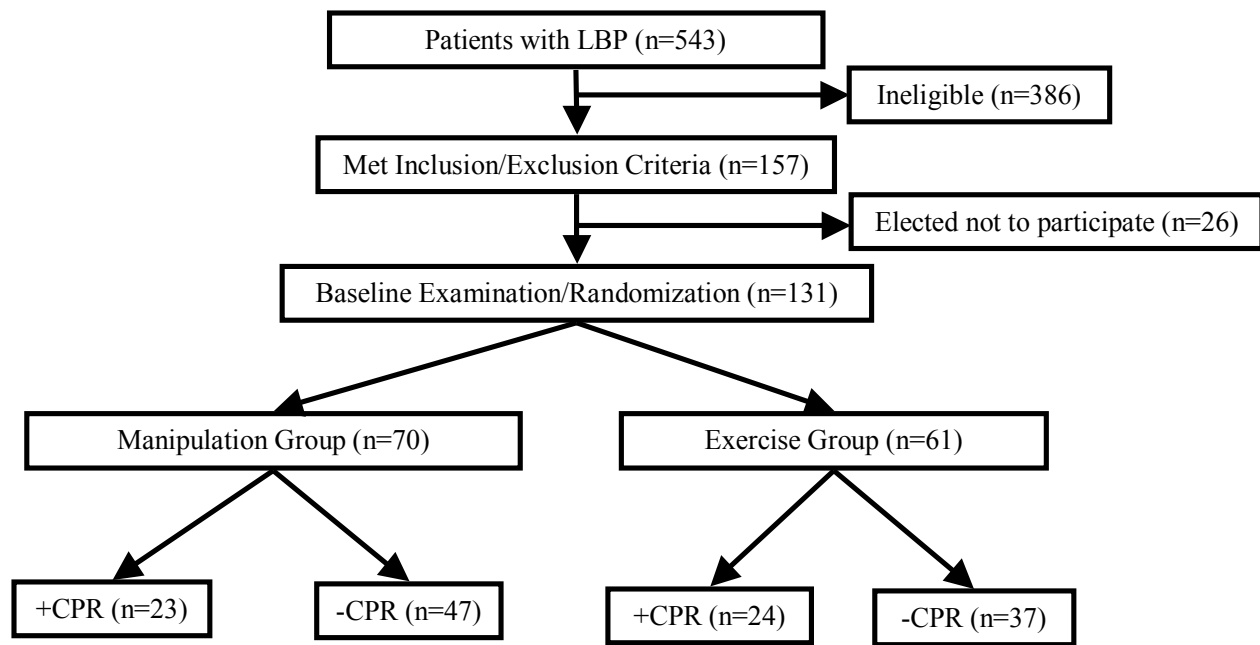 Patients with LBP (n=543)
Ineligible (n=386)
Met Inclusion/Exclusion Criteria (n=157)
Elected not to participate (n=26)
Baseline Examination/Randomization (n=131)
Manipulation Group (n=70)
Exercise Group (n=61)
+CPR (n=23)
-CPR (n=47)
+CPR (n=24)
-CPR (n=37)